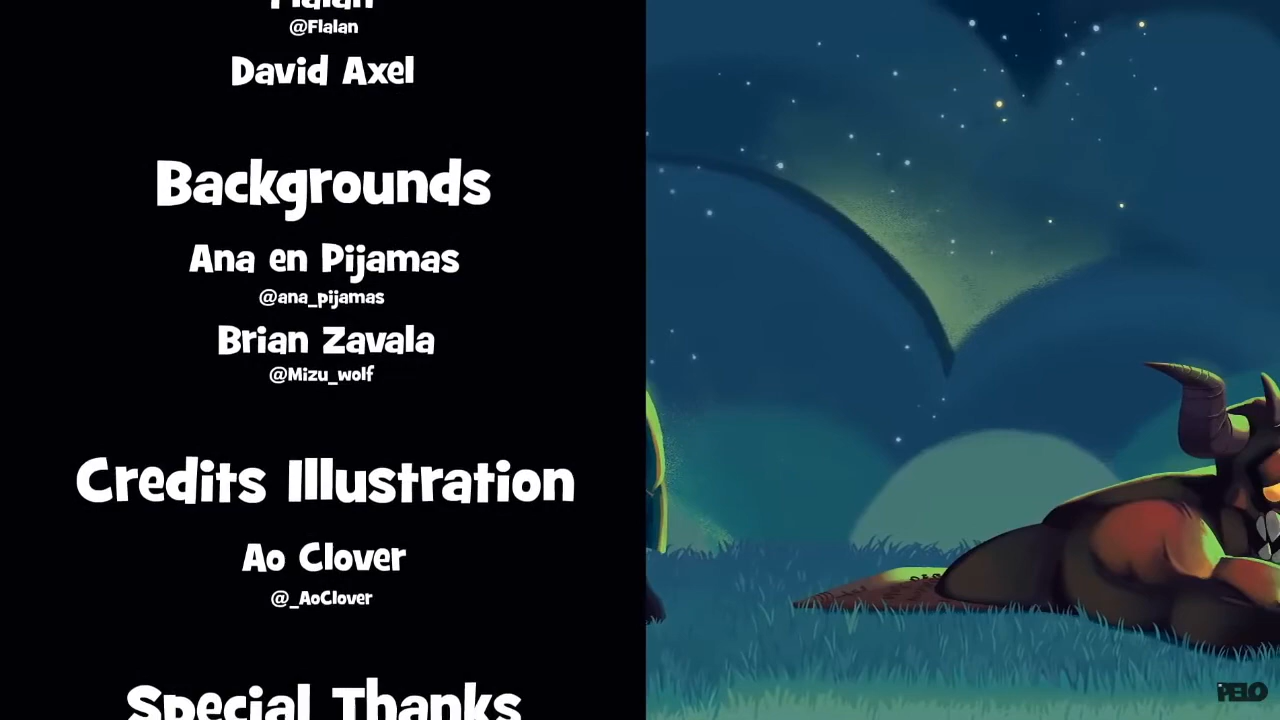 Flalan
@Flalan
David Axel
Backgrounds
Ana en Pijamas
@ana_pijamas
Brian Zavala
@Mizu_wolf
Credits Illustration
Ao Clover
@_AoClover
Special Thanks
PELO